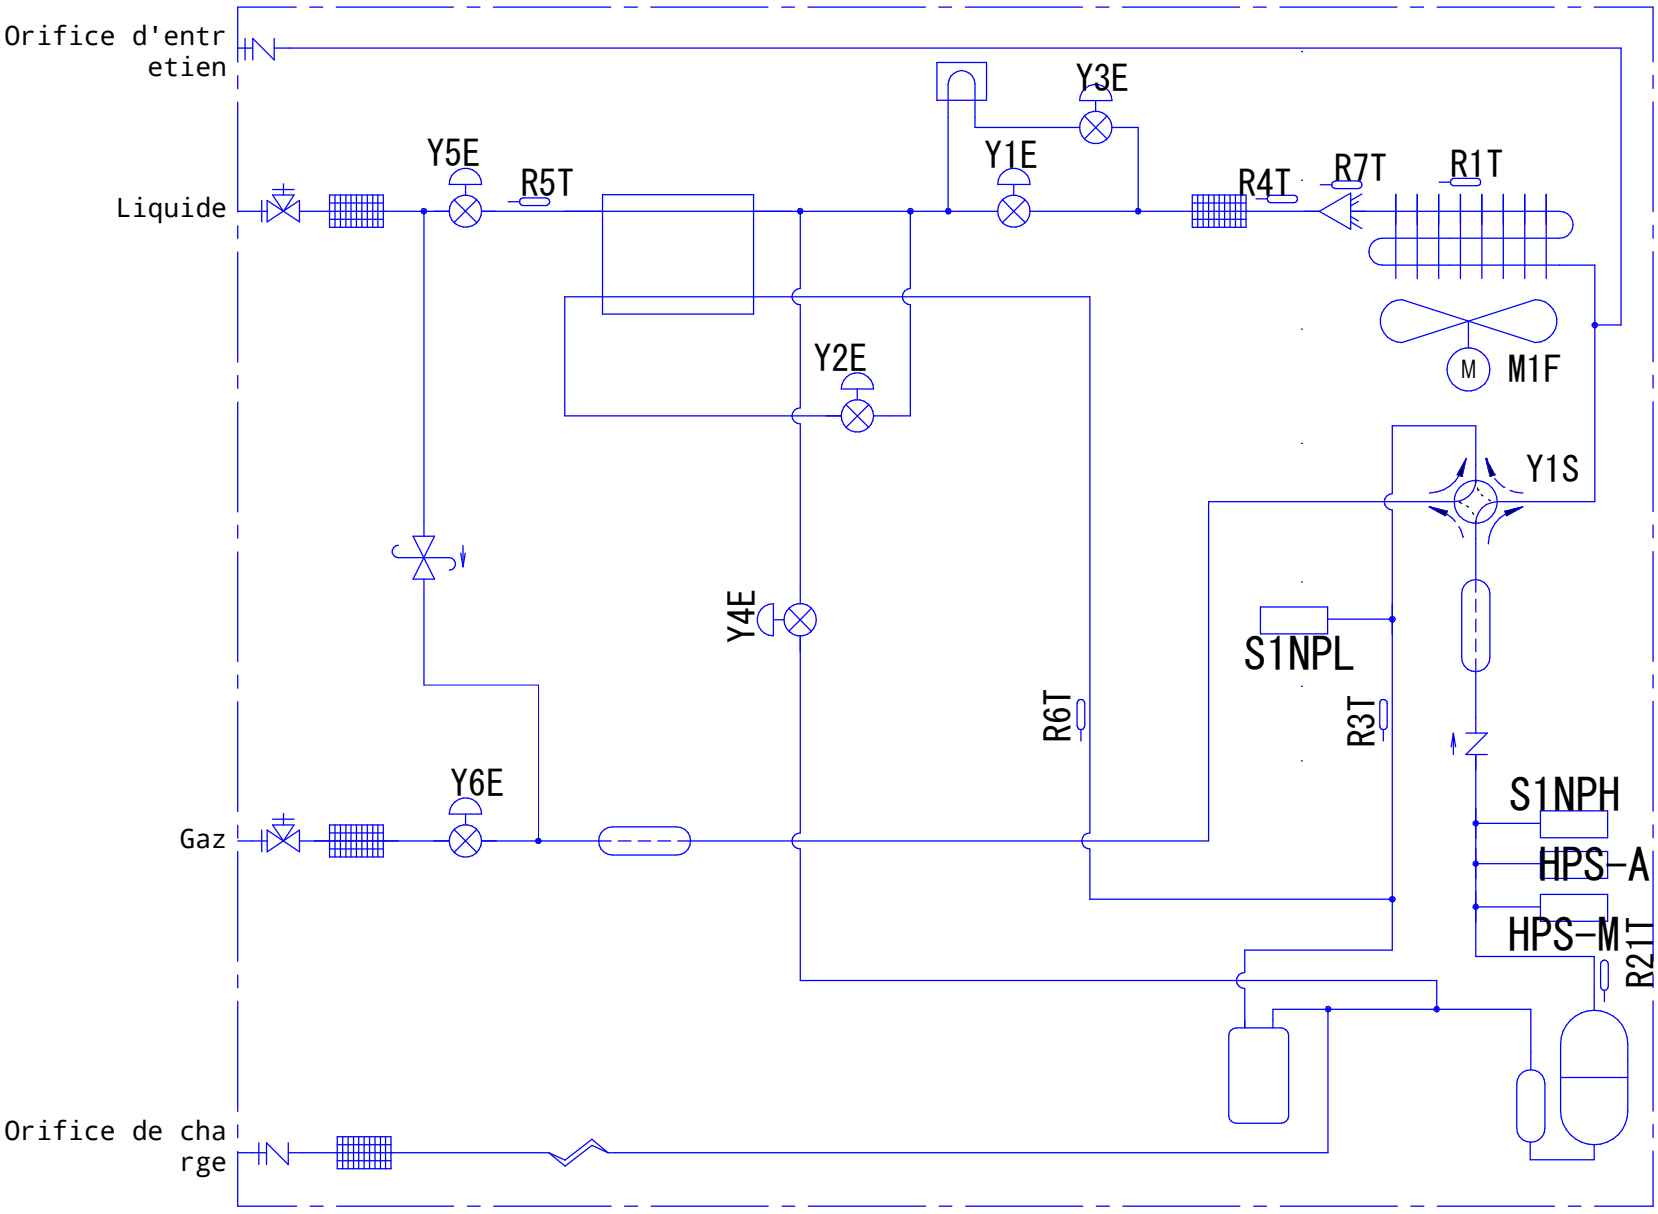 Orifice d'entr
etien
Y3E
Y5E
Y1E
R5T
R4T
R7T
R1T
Liquide
Y2E
M
M1F
Y1S
Y4E
S1NPL
R6T
R3T
Y6E
S1NPH
Gaz
HPS-A
HPS-M
R21T
Orifice de cha
rge